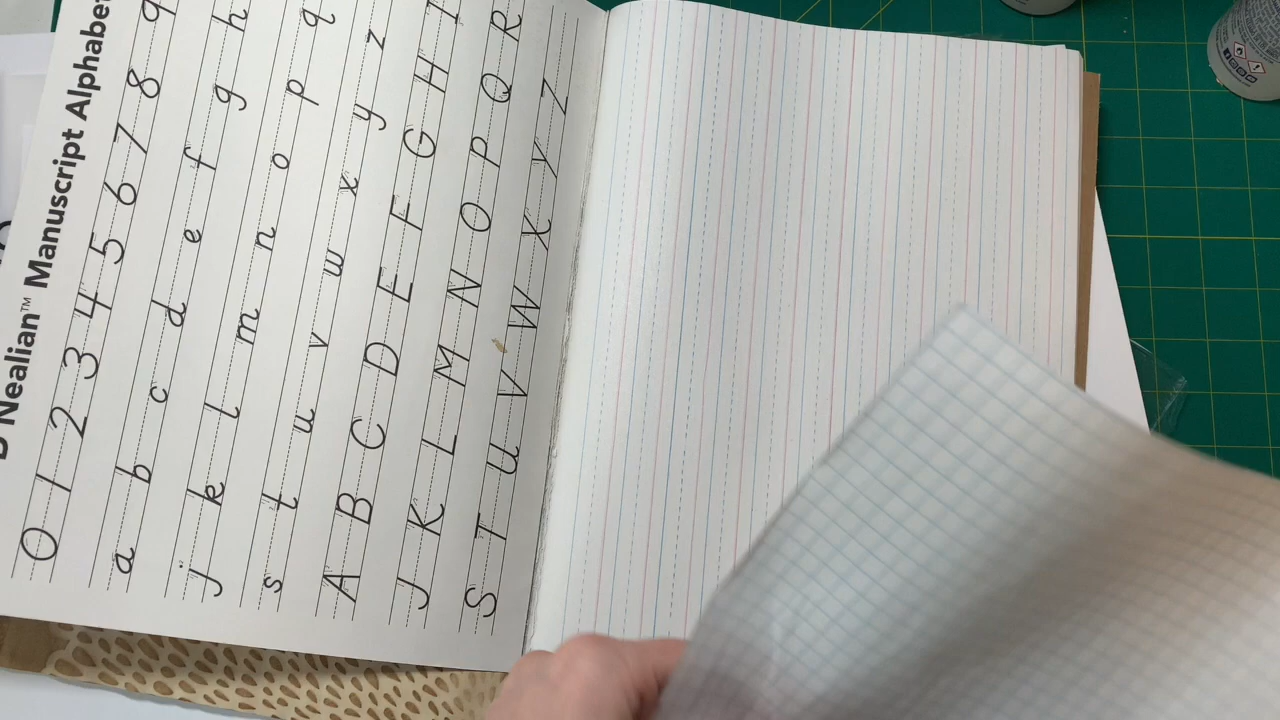 D'Nealian™ Manuscript Alphabet
0 1 2 3 4 5 6 7 8 9
a b c d e f g h
j k l m n o p q
s t u v w x y z
A B C D E F G H I
J K L M N O P Q R
S T U V W X Y Z